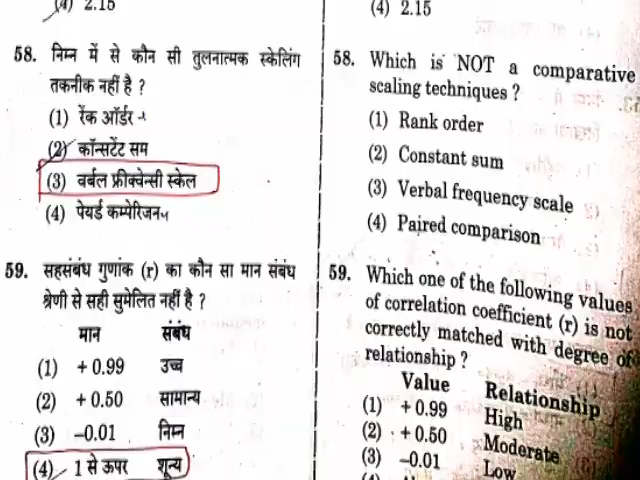 (4) 2.15
58. निम्न में से कौन सी तुलनात्मक स्केलिंग
तकनीक नहीं है ?
(1) रेंक ऑर्डर
(2) कॉन्सटेंट सम
(3) वर्बल फ्रीक्वेन्सी स्केल
(4) पेयर्ड कम्पेरिजन
59. सहसंबंध गुणांक (r) का कौन सा मान संबंध
श्रेणी से सही सुमेलित नहीं है ?
मान संबंध
(1) + 0.99 उच्च
(2) + 0.50 सामान्य
(3) –0.01 निम्न
(4) 1 से ऊपर शून्य
(4) 2.15
58. Which is NOT a comparative
scaling techniques ?
(1) Rank order
(2) Constant sum
(3) Verbal frequency scale
(4) Paired comparison
59. Which one of the following values
of correlation coefficient (r) is not
correctly matched with degree of
relationship ?
Value Relationship
(1) + 0.99 High
(2) + 0.50 Moderate
(3) –0.01 Low